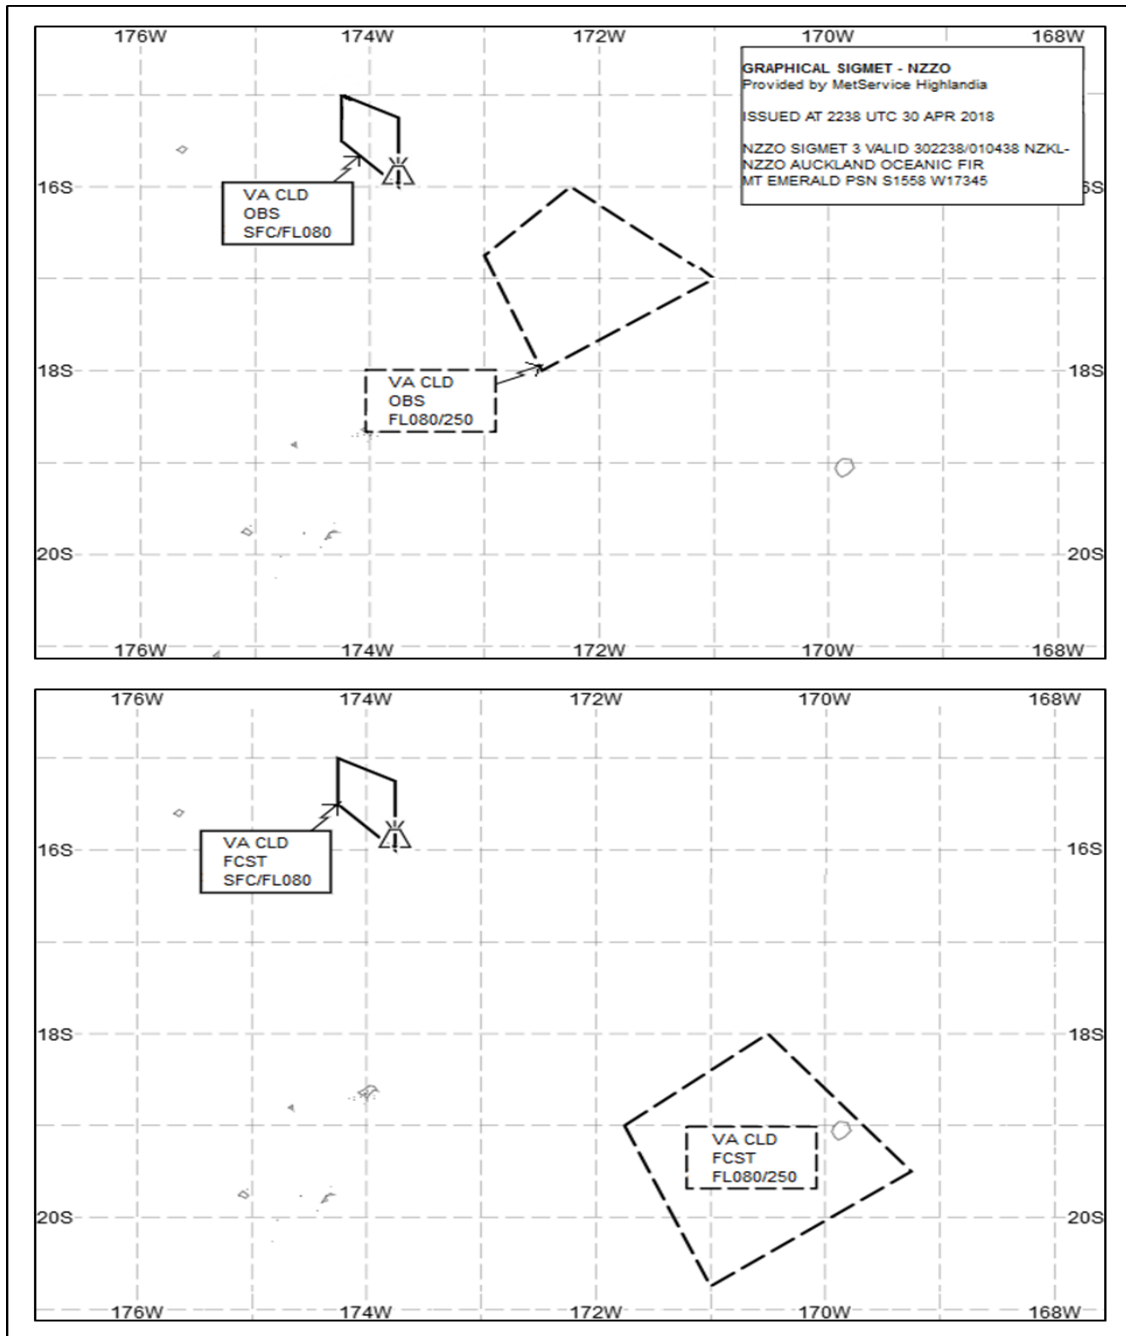 176W 174W 172W 170W 168W
GRAPHICAL SIGMET - NZZO
Provided by MetService Highlandia
ISSUED AT 2238 UTC 30 APR 2018
NZZO SIGMET 3 VALID 302238/010438 NZKL-
NZZO AUCKLAND OCEANIC FIR
MT EMERALD PSN S1558 W17345
16S 6S
VA CLD
OBS
SFC/FL080
18S 18S
VA CLD
OBS
FL080/250
20S 20S
176W 174W 172W 170W 168W
176W 174W 172W 170W 168W
VA CLD
FCST
SFC/FL080
16S 16S
18S 18S
VA CLD
FCST
FL080/250
20S 20S
176W 174W 172W 170W 168W